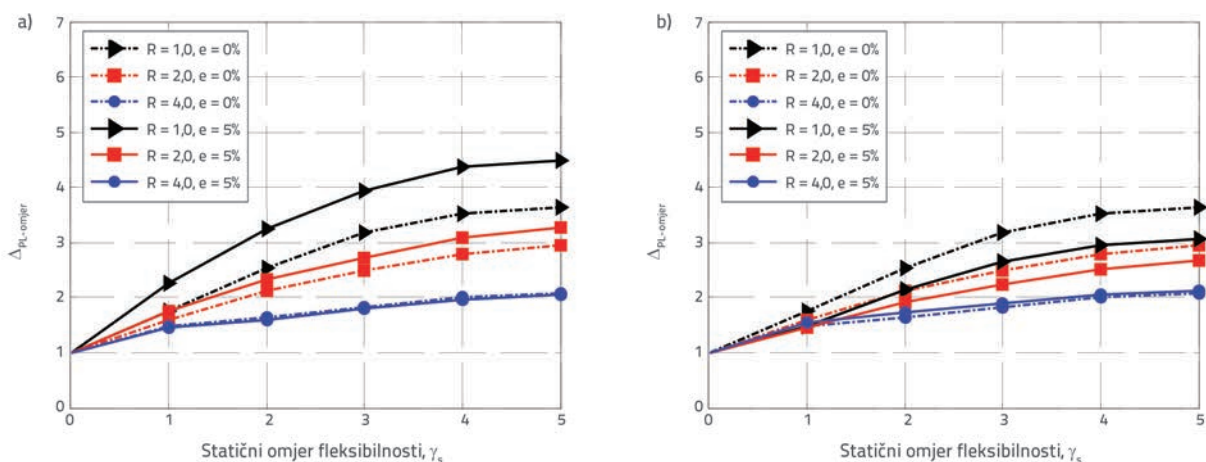 a)
7
6
5
4
3
2
1
0
ΔPL-omjer
R = 1,0, e = 0%
R = 2,0, e = 0%
R = 4,0, e = 0%
R = 1,0, e = 5%
R = 2,0, e = 5%
R = 4,0, e = 5%
0 1 2 3 4 5
Statični omjer fleksibilnosti, γs
b)
7
6
5
4
3
2
1
0
ΔPL-omjer
R = 1,0, e = 0%
R = 2,0, e = 0%
R = 4,0, e = 0%
R = 1,0, e = 5%
R = 2,0, e = 5%
R = 4,0, e = 5%
0 1 2 3 4 5
Statični omjer fleksibilnosti, γs